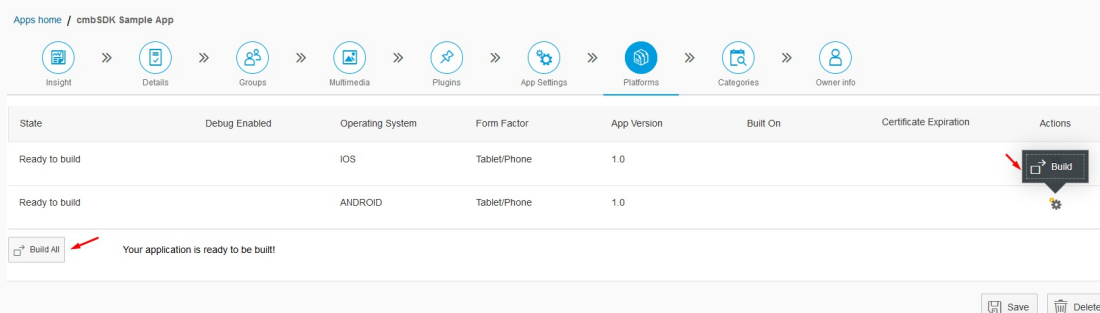 Apps home / cmbSDK Sample App
Insight Details Groups Multimedia Plugins App Settings Platforms Categories Owner info
State Debug Enabled Operating System Form Factor App Version Built On Certificate Expiration Actions
Ready to build IOS Tablet/Phone 1.0 Build
Ready to build ANDROID Tablet/Phone 1.0
Build All Your application is ready to be built!
Save Delete